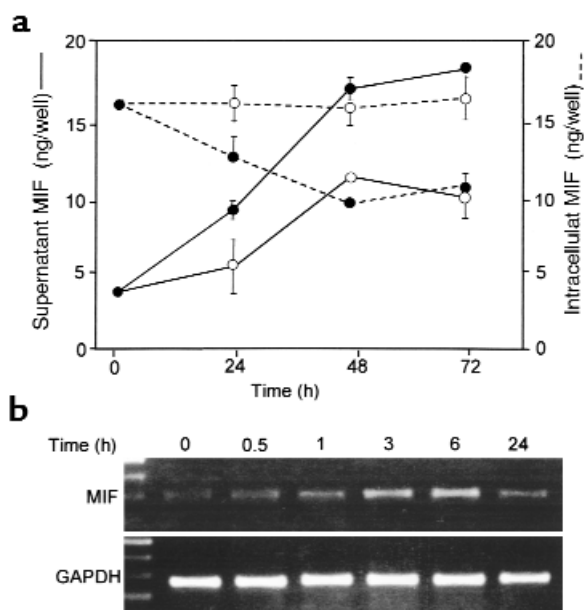 a
20
15
10
5
0
Supernatant MIF (ng/well)
20
15
10
5
0
Intracellulat MIF (ng/well)
0 24 48 72
Time (h)
b
Time (h) 0 0.5 1 3 6 24
MIF
GAPDH